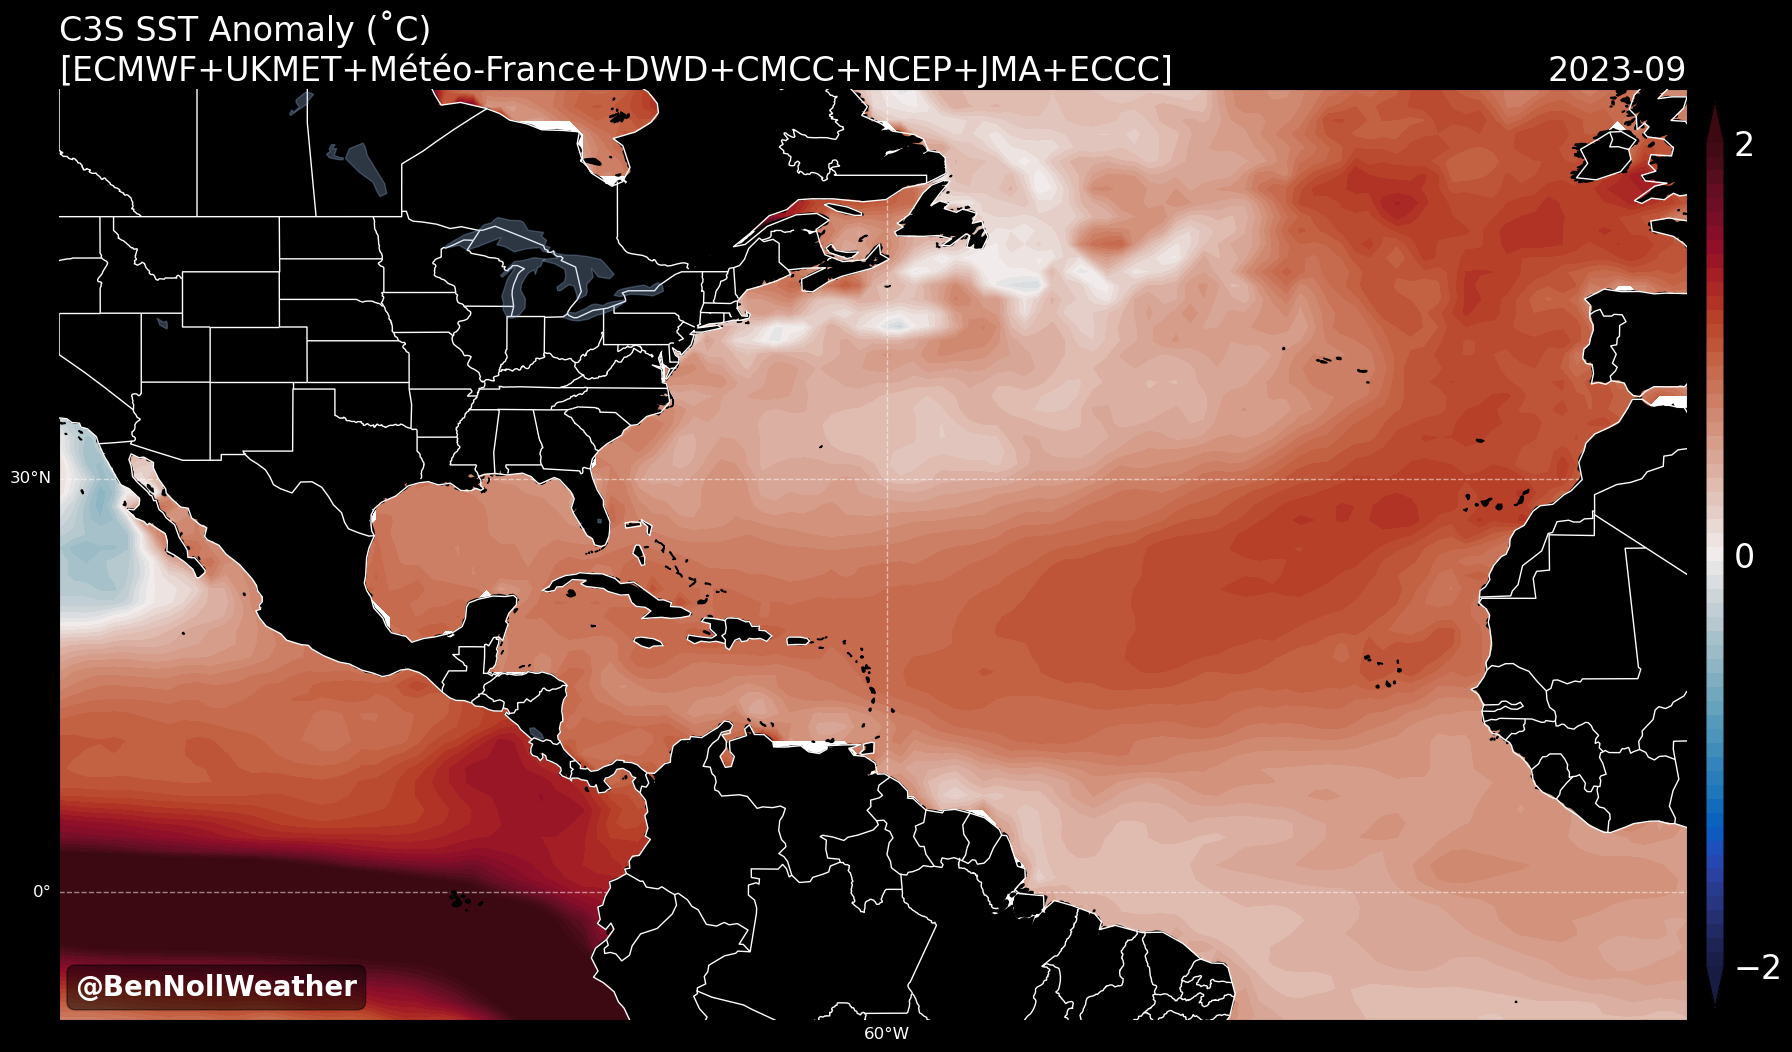 C3S SST Anomaly (˚C)
[ECMWF+UKMET+Météo-France+DWD+CMCC+NCEP+JMA+ECCC]
2023-09
2
0
−2
30°N
0°
60°W
@BenNollWeather